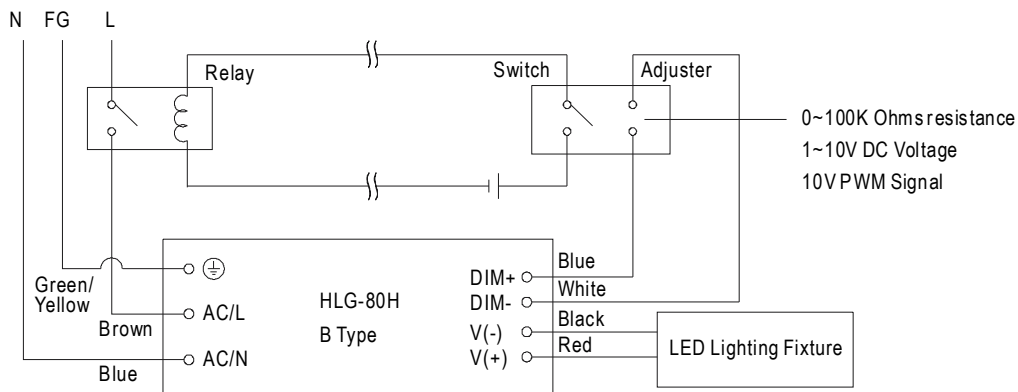 N FG L
Relay
Switch
Adjuster
0~100K Ohms resistance
1~10V DC Voltage
10V PWM Signal
Green/
Yellow
Brown
Blue
AC/L
AC/N
HLG-80H
B Type
DIM+
DIM-
V(-)
V(+)
Blue
White
Black
Red
LED Lighting Fixture